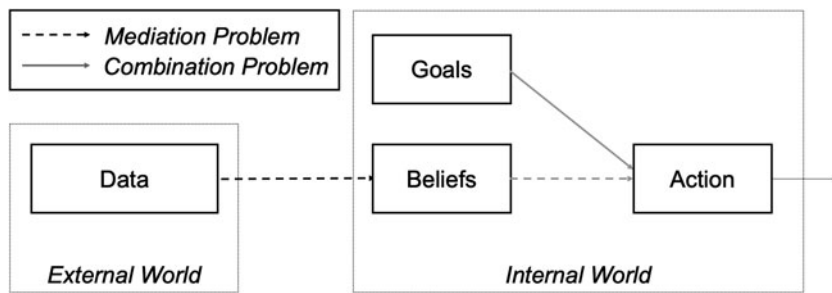 Mediation Problem
Combination Problem
Goals
Data
Beliefs
Action
External World
Internal World